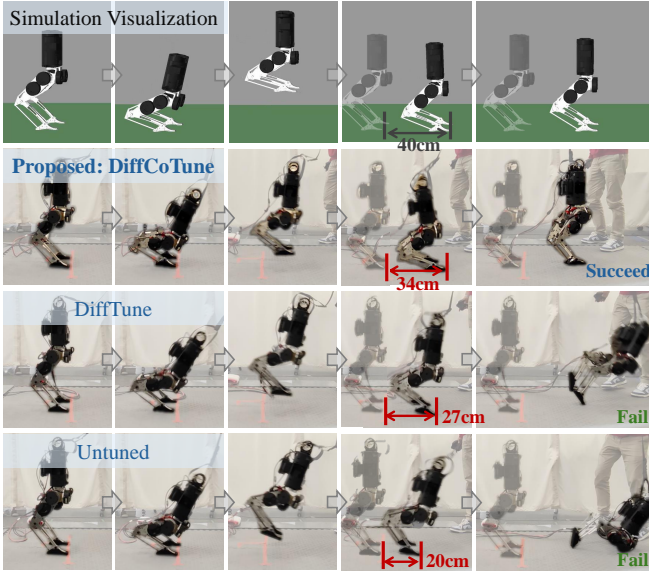 Simulation Visualization
40cm
Proposed: DiffCoTune
34cm
Succeed
DiffTune
27cm
Fail
Untuned
20cm
Fail